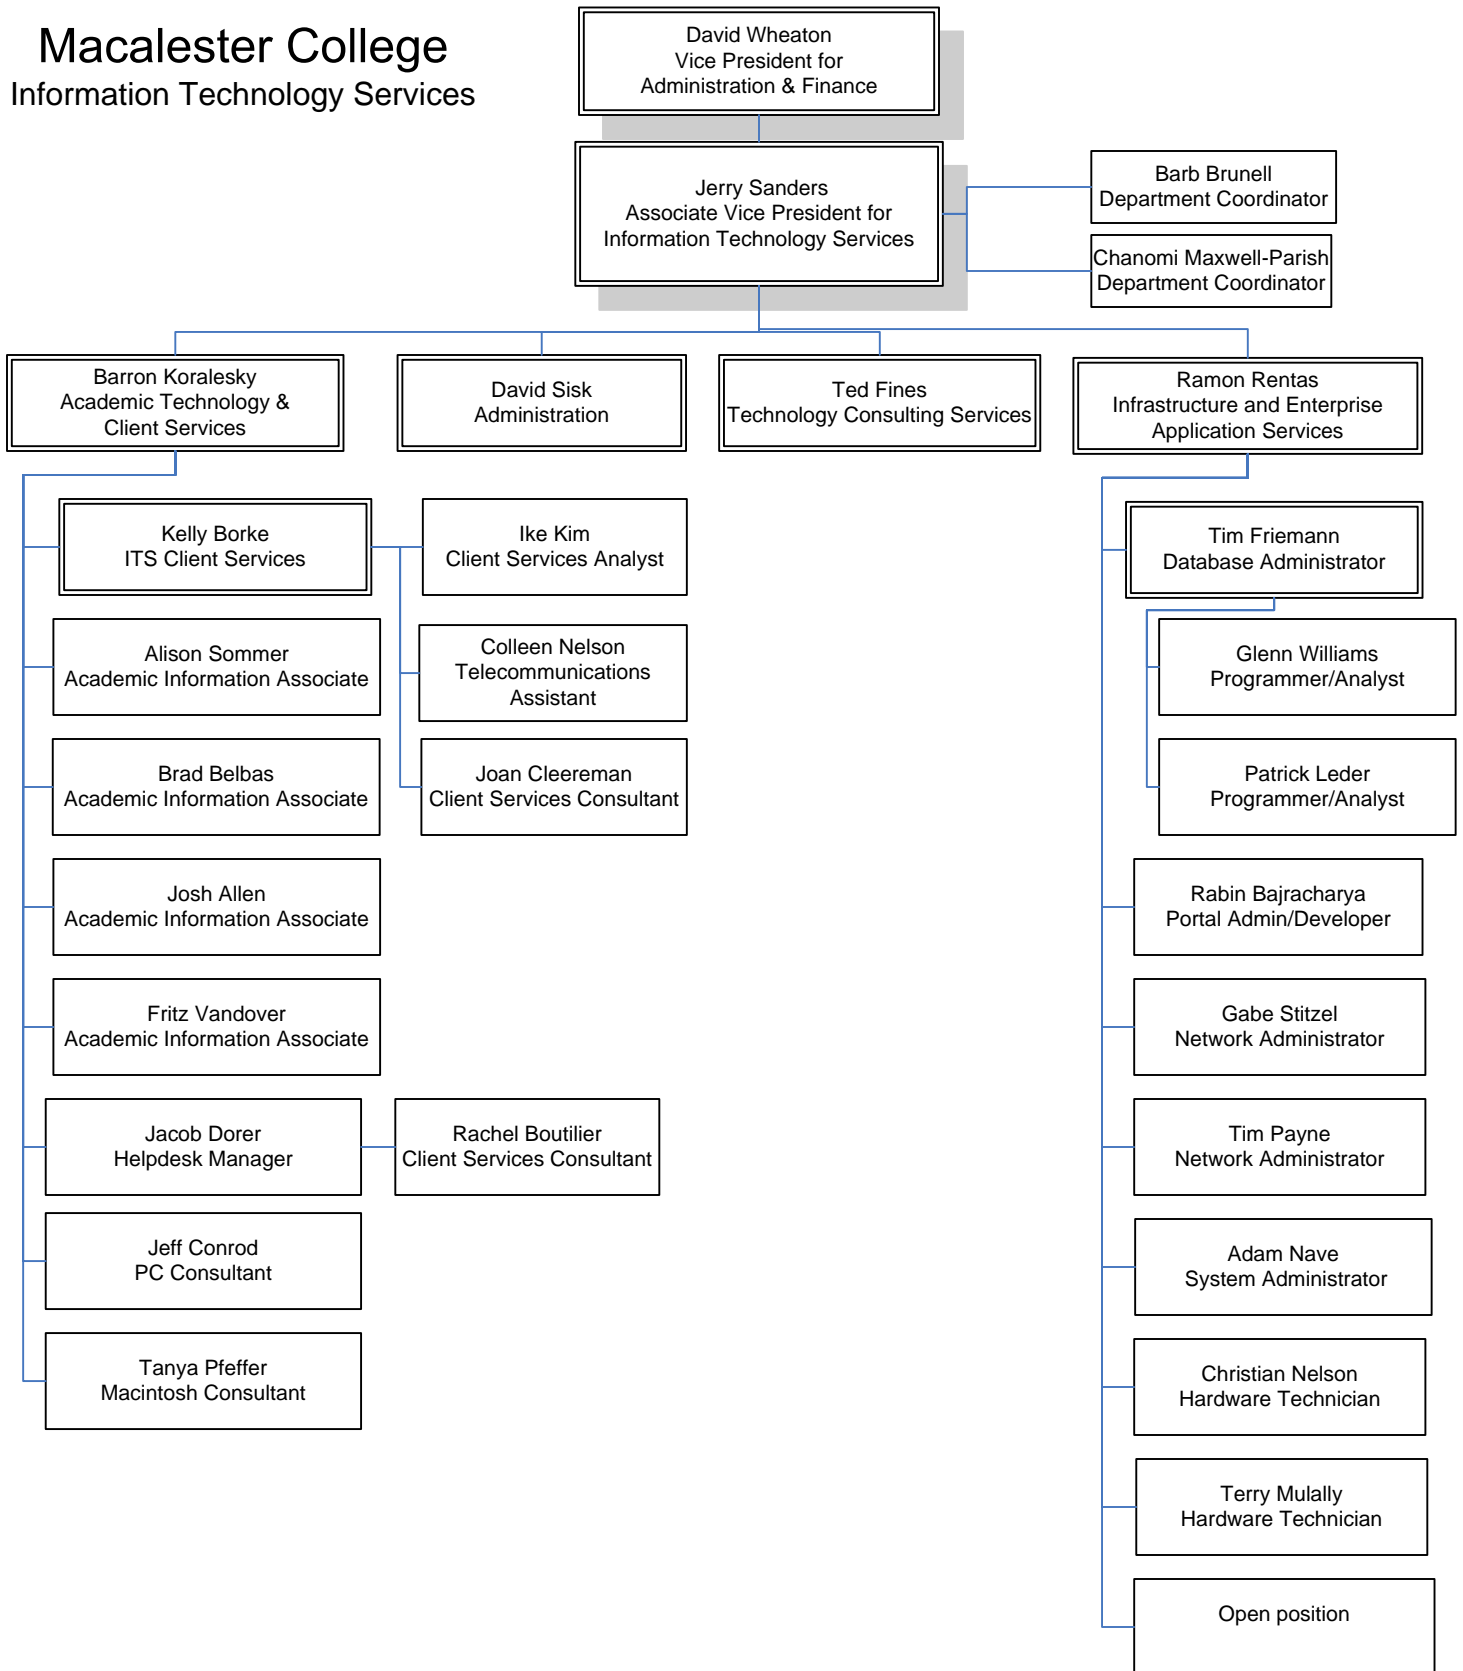 Macalester College
Information Technology Services
David Wheaton
Vice President for
Administration & Finance
Jerry Sanders
Associate Vice President for
Information Technology Services
Barb Brunell
Department Coordinator
Chanomi Maxwell-Parish
Department Coordinator
Barron Koralesky
Academic Technology &
Client Services
David Sisk
Administration
Ted Fines
Technology Consulting Services
Ramon Rentas
Infrastructure and Enterprise
Application Services
Kelly Borke
ITS Client Services
Ike Kim
Client Services Analyst
Colleen Nelson
Telecommunications
Assistant
Joan Cleereman
Client Services Consultant
Alison Sommer
Academic Information Associate
Brad Belbas
Academic Information Associate
Josh Allen
Academic Information Associate
Fritz Vandover
Academic Information Associate
Jacob Dorer
Helpdesk Manager
Rachel Boutilier
Client Services Consultant
Jeff Conrod
PC Consultant
Tanya Pfeffer
Macintosh Consultant
Tim Friemann
Database Administrator
Glenn Williams
Programmer/Analyst
Patrick Leder
Programmer/Analyst
Rabin Bajracharya
Portal Admin/Developer
Gabe Stitzel
Network Administrator
Tim Payne
Network Administrator
Adam Nave
System Administrator
Christian Nelson
Hardware Technician
Terry Mulally
Hardware Technician
Open position